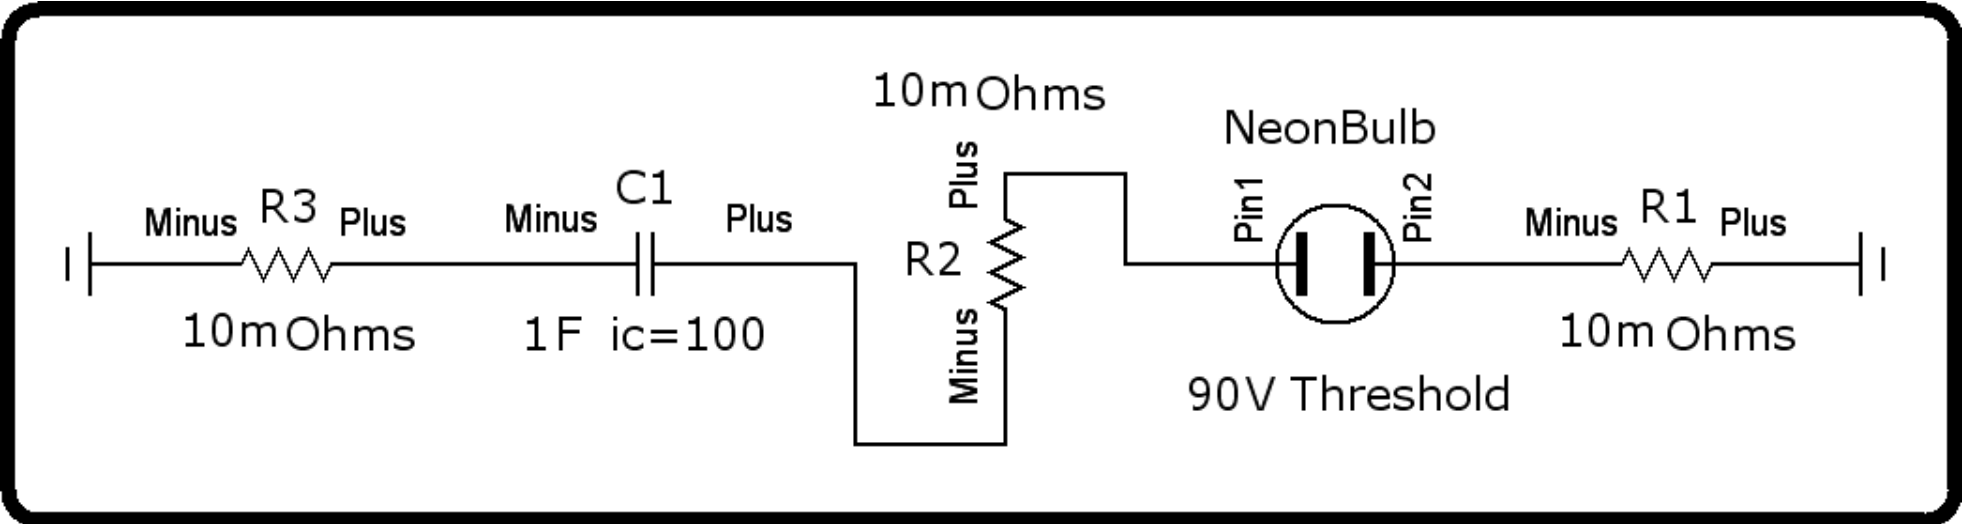 10m Ohms
NeonBulb
Plus
Pin1
Pin2
C1
R3
R1
Minus Plus
Minus Plus
Minus Plus
R2
Minus
10m Ohms
1F ic=100
10m Ohms
90V Threshold